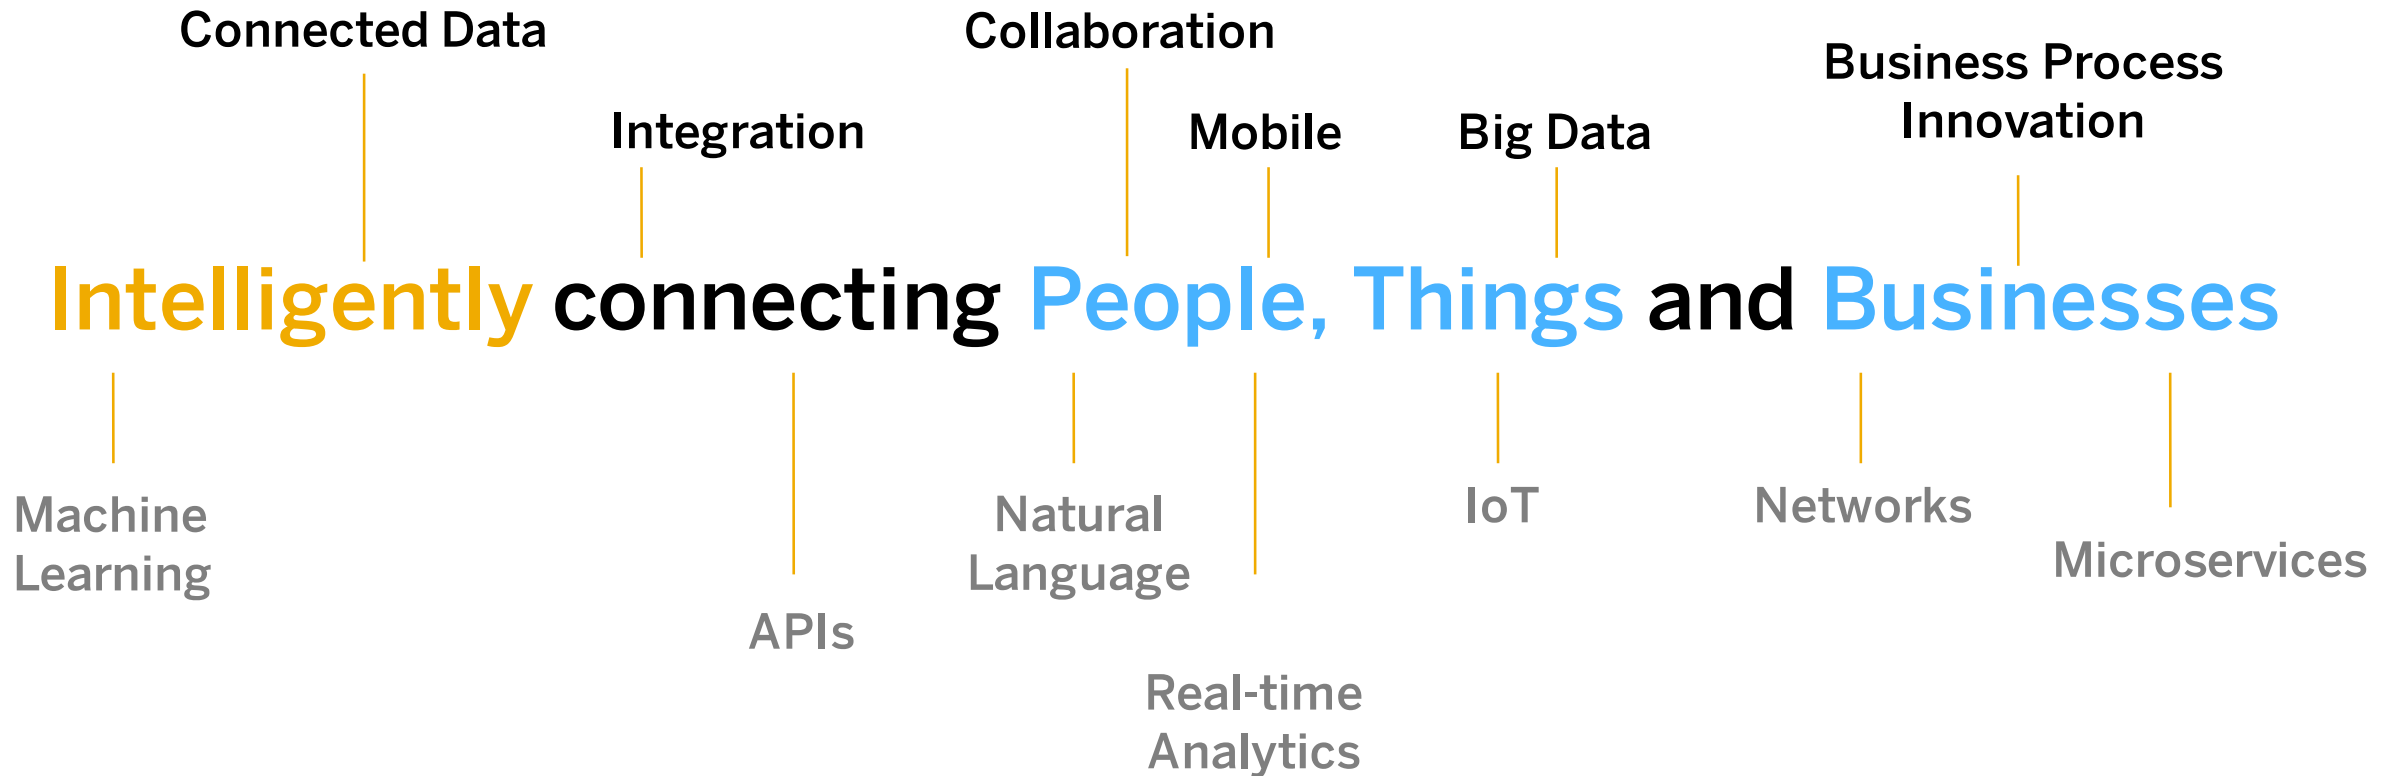 Connected Data
Collaboration
Business Process
Innovation
Integration
Mobile
Big Data
Intelligently connecting People, Things and Businesses
Machine
Learning
Natural
Language
IoT
Networks
Microservices
APIs
Real-time
Analytics